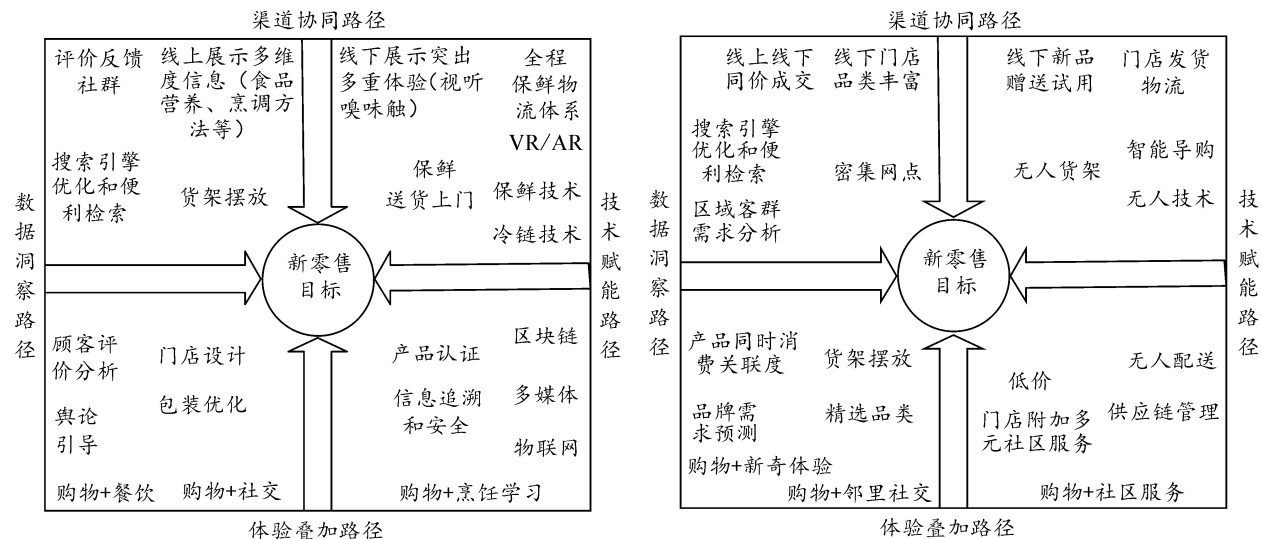 渠道协同路径
评价反馈
社群
线上展示多维
度信息（食品
营养、烹调方
法等）
线下展示突出
多重体验(视听
嗅味触）
全程
保鲜物
流体系
VR/AR
搜索引擎
优化和便
利检索
货架摆放
保鲜
送货上门
保鲜技术
冷链技术
数据洞察路径
新零售
目标
技术赋能路径
顾客评
价分析
门店设计
包装优化
舆论
引导
产品认证
信息追溯
和安全
区块链
多媒体
物联网
购物+餐饮
购物+社交
购物+烹饪学习
体验叠加路径
渠道协同路径
线上线下
同价成交
线下门店
品类丰富
线下新品
赠送试用
门店发货
物流
搜索引擎
优化和便
利检索
密集网点
无人货架
智能导购
无人技术
区域客群
需求分析
数据洞察路径
新零售
目标
技术赋能路径
产品同时消
费关联度
货架摆放
品牌需
求预测
精选品类
低价
门店附加多
元社区服务
无人配送
供应链管理
购物+新奇体验
购物+邻里社交
购物+社区服务
体验叠加路径